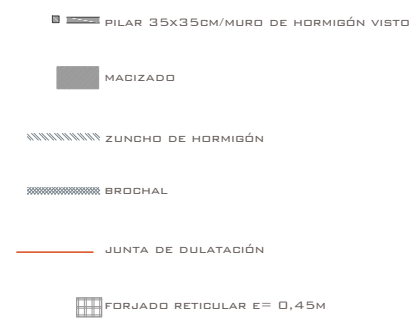 PILAR 35X35CM/MURO DE HORMIGÓN VISTO
MACIZADO
ZUNCHO DE HORMIGÓN
BROCHAL
JUNTA DE DULATACIÓN
FORJADO RETICULAR E= 0,45M